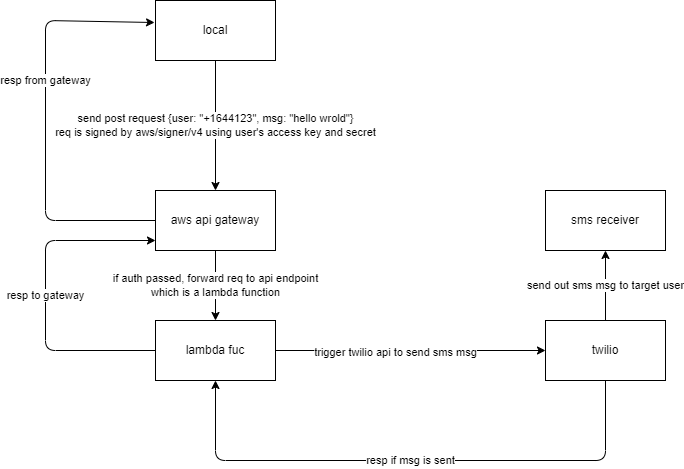 local
resp from gateway
send post request {user: "+1644123", msg: "hello wrold"}
req is signed by aws/signer/v4 using user's access key and secret
aws api gateway
sms receiver
if auth passed, forward req to api endpoint
which is a lambda function
send out sms msg to target user
resp to gateway
lambda fuc
trigger twilio api to send sms msg
twilio
resp if msg is sent